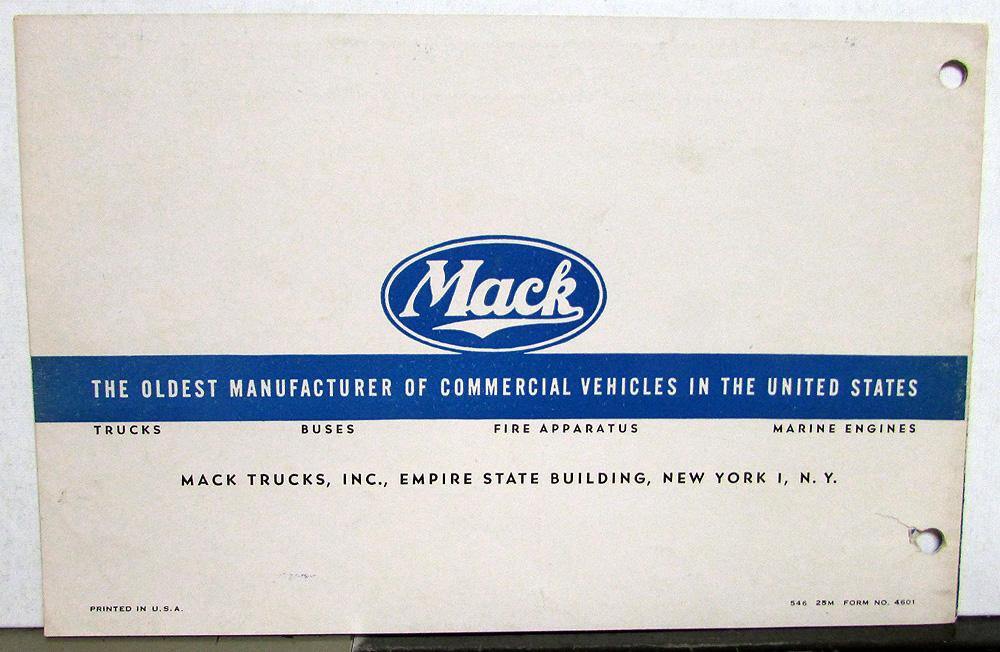 Mack
THE OLDEST MANUFACTURER OF COMMERCIAL VEHICLES IN THE UNITED STATES
TRUCKS BUSES FIRE APPARATUS MARINE ENGINES
MACK TRUCKS, INC., EMPIRE STATE BUILDING, NEW YORK 1, N. Y.
PRINTED IN U.S.A. 546 25M FORM NO. 4601